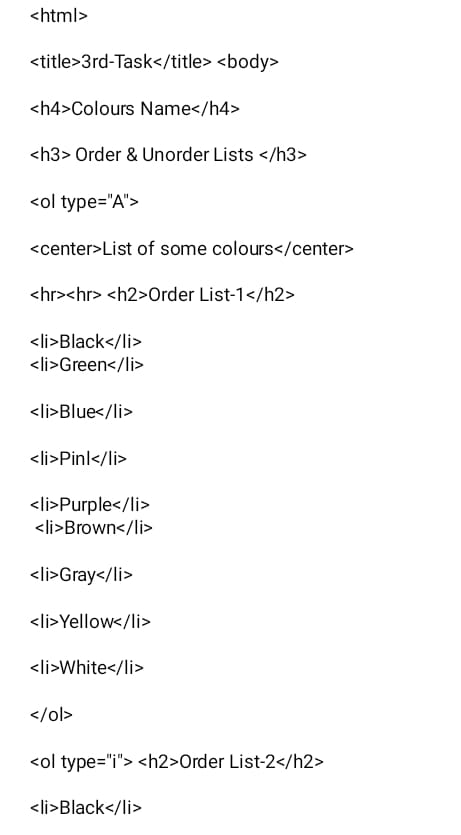 <html>
<title>3rd-Task</title> <body>
<h4>Colours Name</h4>
<h3> Order & Unorder Lists </h3>
<ol type="A">
<center>List of some colours</center>
<hr><hr> <h2>Order List-1</h2>
<li>Black</li>
<li>Green</li>
<li>Blue</li>
<li>Pinl</li>
<li>Purple</li>
<li>Brown</li>
<li>Gray</li>
<li>Yellow</li>
<li>White</li>
</ol>
<ol type="i"> <h2>Order List-2</h2>
<li>Black</li>